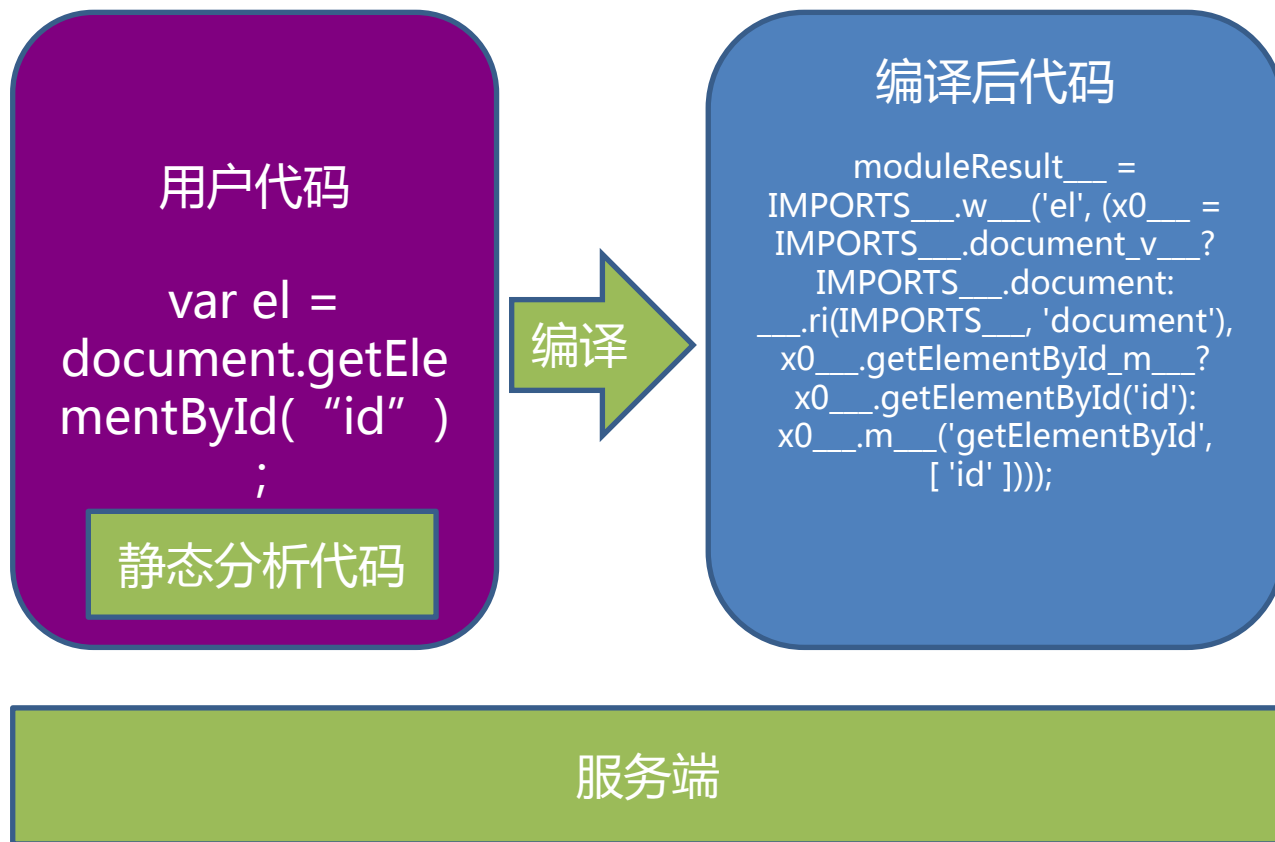 用户代码
var el =
document.getEle
mentById( “id” )
;
静态分析代码
编译
编译后代码
moduleResult___ =
IMPORTS___.w___('el', (x0___ =
IMPORTS___.document_v___?
IMPORTS___.document:
___.ri(IMPORTS___, 'document'),
x0___.getElementById_m___?
x0___.getElementById('id'):
x0___.m___('getElementById',
[ 'id' ])));
服务端